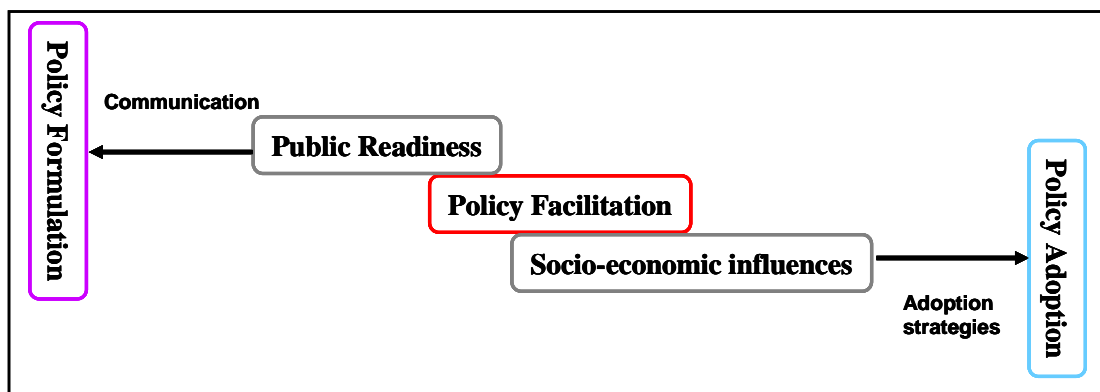 Policy Formulation
Communication
Public Readiness
Policy Facilitation
Socio-economic influences
Adoption
strategies
Policy Adoption